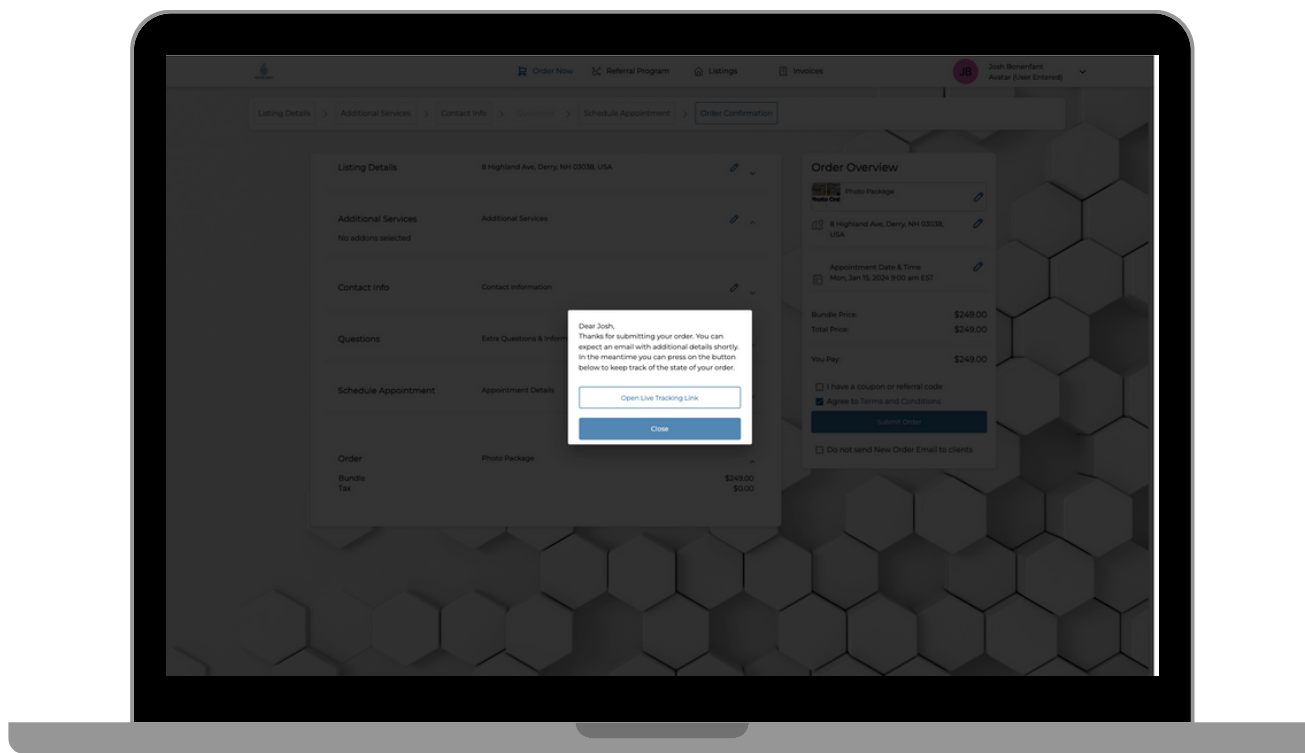 Order Now
Referral Program
Listings
Invoices
JB
Josh Bonenfant
Avatar (User Entered)
Listing Details
Additional Services
Contact Info
Schedule Appointment
Order Confirmation
Listing Details
8 Highland Ave, Derry, NH 03038, USA
Additional Services
Additional Services
No addons selected
Contact Info
Contact Information
Questions
Extra Questions &
Schedule Appointment
Appointment Details
Order
Photo Package
Bundle
$249.00
Tax
$0.00
Dear Josh,
Thanks for submitting your order. You can
expect an email with additional details shortly.
In the meantime you can press on the button
below to keep track of the state of your order.
Open Live Tracking Link
Close
Order Overview
Photo Package
8 Highland Ave, Derry, NH 03038,
USA
Appointment Date & Time
Mon, Jan 15, 2024 9:00 am EST
Bundle Price:
$249.00
Total Price:
$249.00
You Pay:
$249.00
I have a coupon or referral code
Agree to Terms and Conditions
Submit Order
Do not send New Order Email to clients